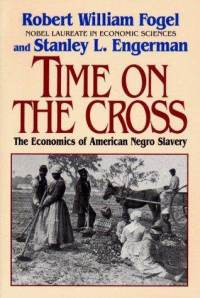 Robert William Fogel
NOBEL LAUREATE IN ECONOMIC SCIENCES
and Stanley L. Engerman
TIME ON
THE CROSS
The Economics of American Negro Slavery